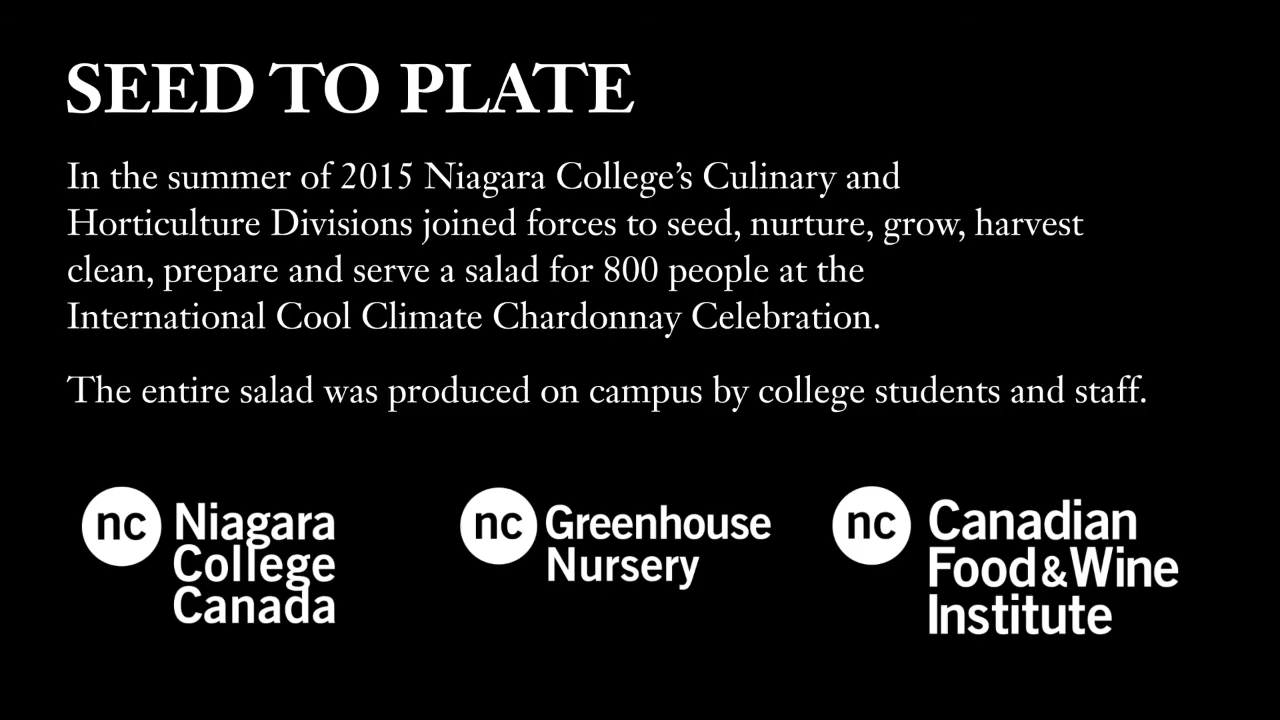 SEED TO PLATE
In the summer of 2015 Niagara College’s Culinary and
Horticulture Divisions joined forces to seed, nurture, grow, harvest
clean, prepare and serve a salad for 800 people at the
International Cool Climate Chardonnay Celebration.
The entire salad was produced on campus by college students and staff.
nc Niagara
College
Canada
nc Greenhouse
Nursery
nc Canadian
Food & Wine
Institute